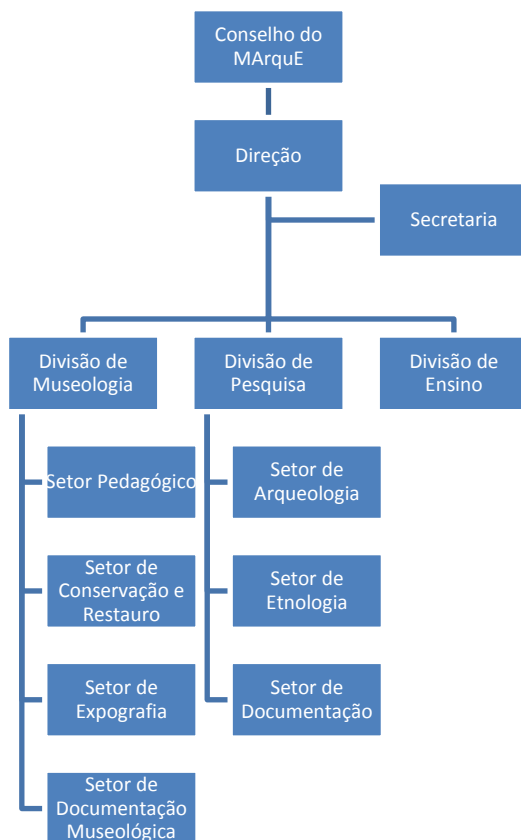 Conselho do
MArquE
Direção
Secretaria
Divisão de
Museologia
Divisão de
Pesquisa
Divisão de
Ensino
Setor Pedagógico
Setor de
Conservação e
Restauro
Setor de
Expografia
Setor de
Documentação
Museológica
Setor de
Arqueologia
Setor de
Etnologia
Setor de
Documentação